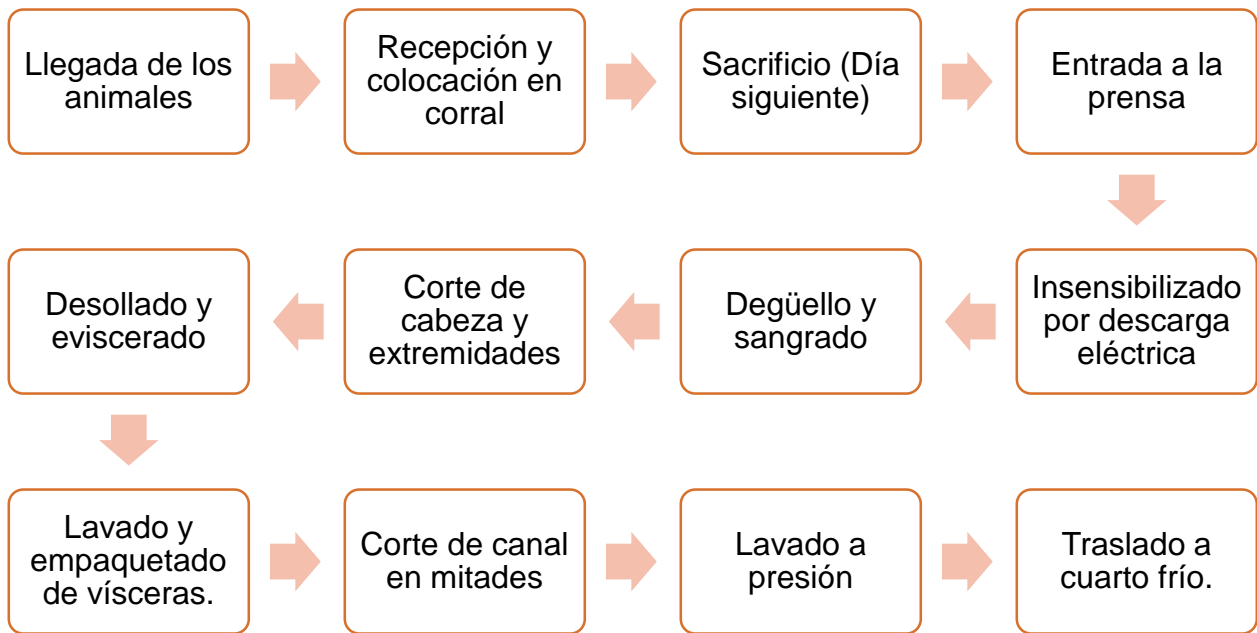 Llegada de los
animales
Recepción y
colocación en
corral
Sacrificio (Día
siguiente)
Entrada a la
prensa
Insensibilizado
por descarga
eléctrica
Degüello y
sangrado
Corte de
cabeza y
extremidades
Desollado y
eviscerado
Lavado y
empaquetado
de vísceras.
Corte de canal
en mitades
Lavado a
presión
Traslado a
cuarto frío.